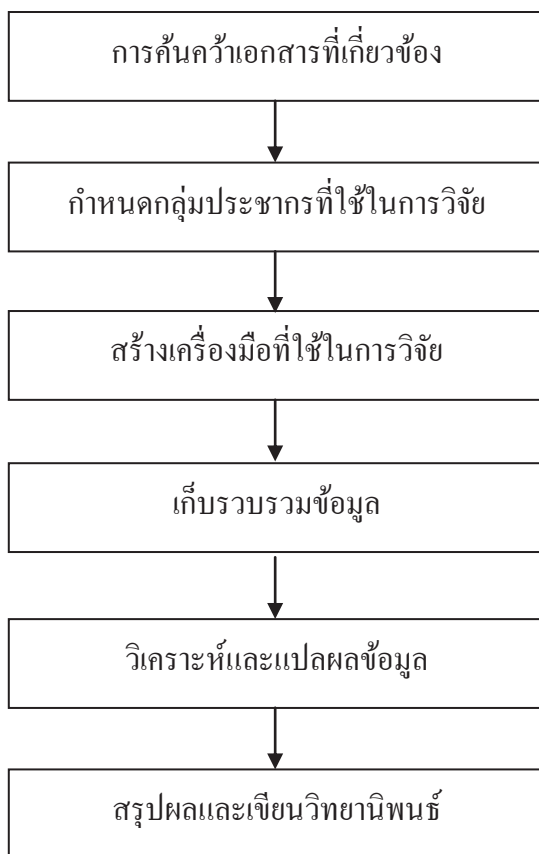 การค้นคว้าเอกสารที่เกี่ยวข้อง
กำหนดกลุ่มประชากรที่ใช้ในการวิจัย
สร้างเครื่องมือที่ใช้ในการวิจัย
เก็บรวบรวมข้อมูล
วิเคราะห์และแปลผลข้อมูล
สรุปผลและเขียนวิทยานิพนธ์